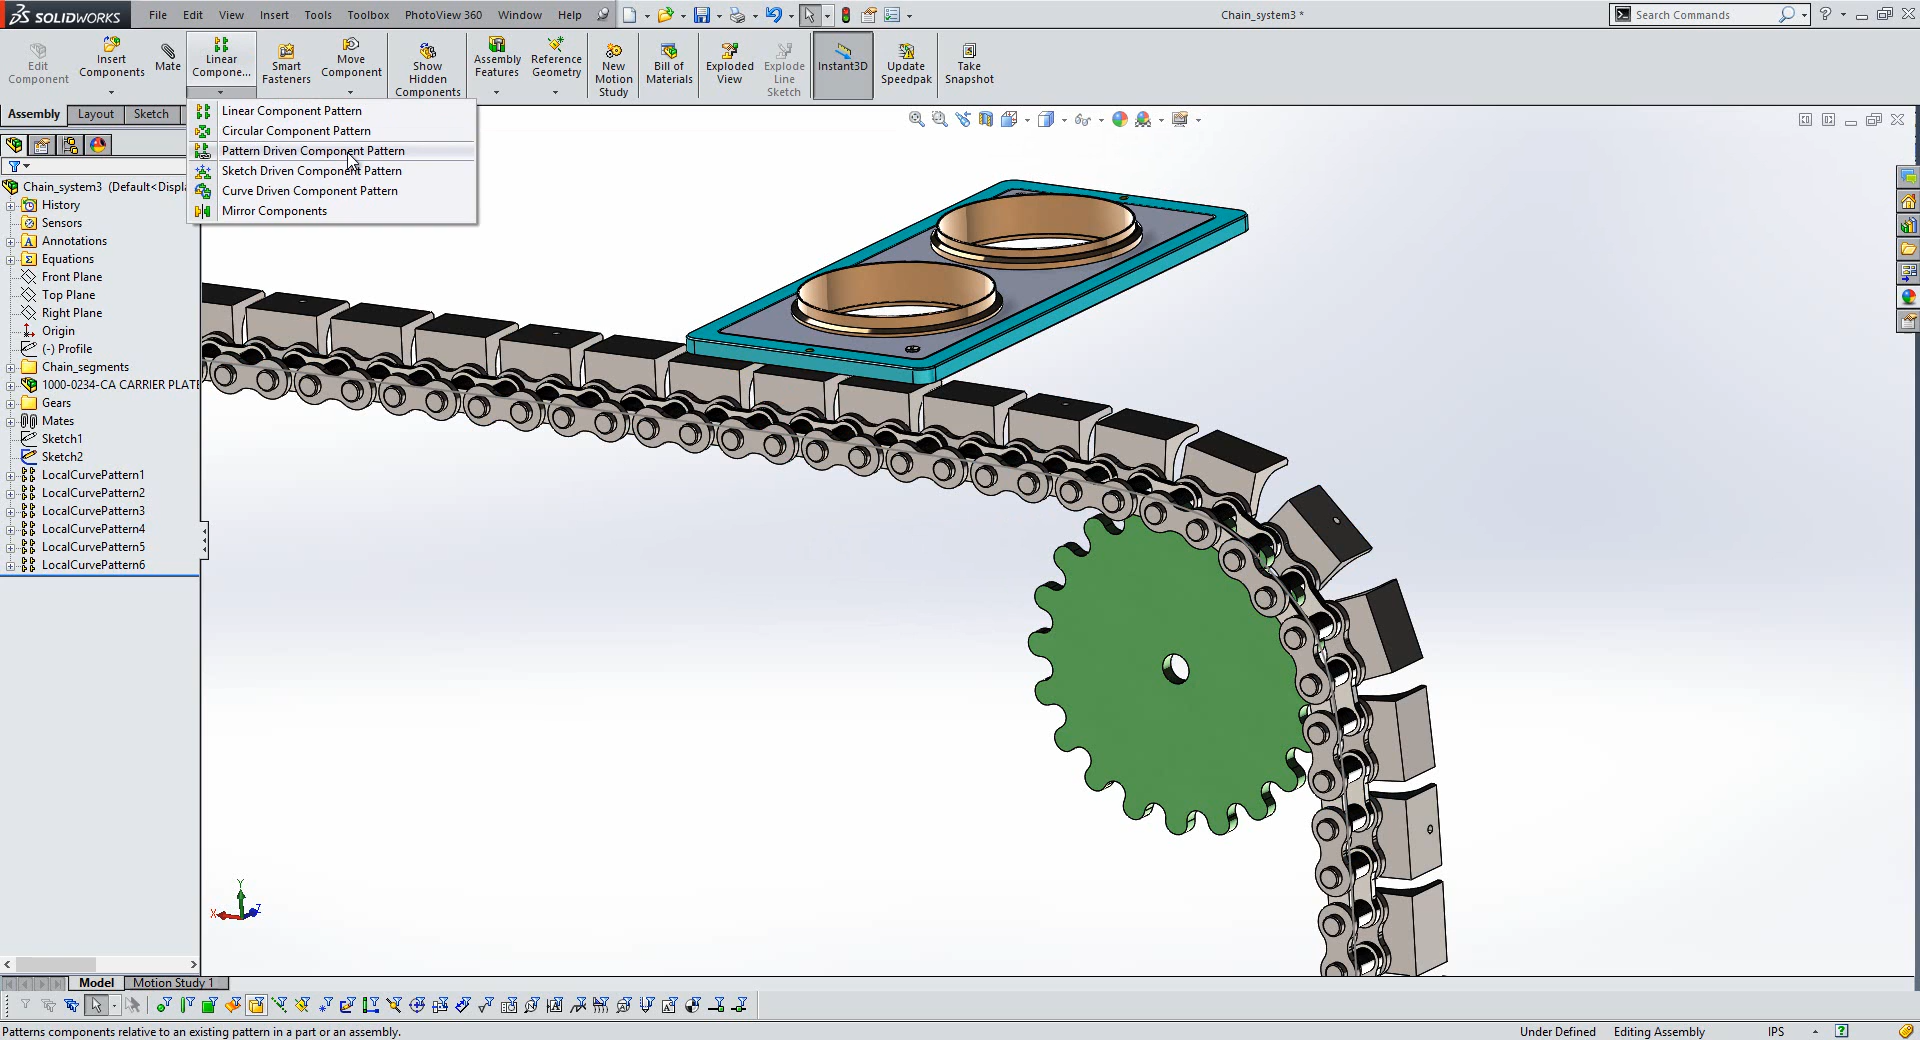 SOLIDWORKS File Edit View Insert Tools Toolbox PhotoView 360 Window Help Chain_system3 * Search Commands
Edit Component
Insert Components
Mate
Linear Compone...
Smart Fasteners
Move Component
Show Hidden Components
Assembly Features
Reference Geometry
New Motion Study
Bill of Materials
Exploded View
Explode Line Sketch
Instant3D
Update Speedpak
Take Snapshot
Assembly Layout Sketch
Linear Component Pattern
Circular Component Pattern
Pattern Driven Component Pattern
Sketch Driven Component Pattern
Curve Driven Component Pattern
Mirror Components
Chain_system3 (Default<Displ
History
Sensors
Annotations
Equations
Front Plane
Top Plane
Right Plane
Origin
(-) Profile
Chain_segments
1000-0234-CA CARRIER PLATE
Gears
Mates
Sketch1
Sketch2
LocalCurvePattern1
LocalCurvePattern2
LocalCurvePattern3
LocalCurvePattern4
LocalCurvePattern5
LocalCurvePattern6
Y
X Z
Model Motion Study 1
Patterns components relative to an existing pattern in a part or an assembly. Under Defined Editing Assembly IPS